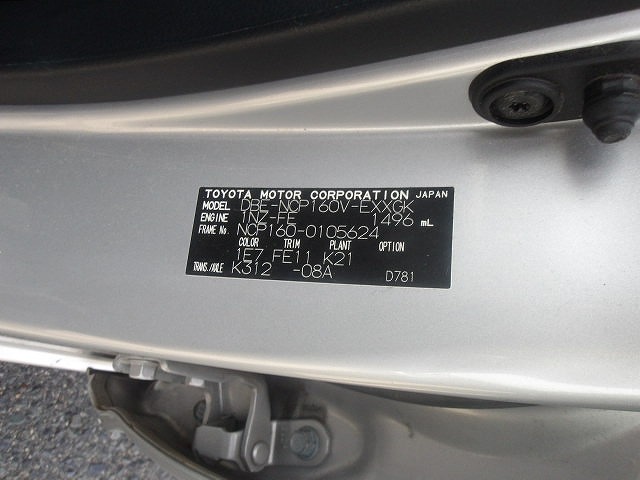 TOYOTA MOTOR CORPORATION JAPAN
MODEL DBE-NCP160V-EXXGK
ENGINE 1NZ-FE 1496 mL
FRAME No. NCP160-0105624
COLOR TRIM PLANT OPTION
1E7 FE11 K21
TRANS./AXLE K312 -08A D781